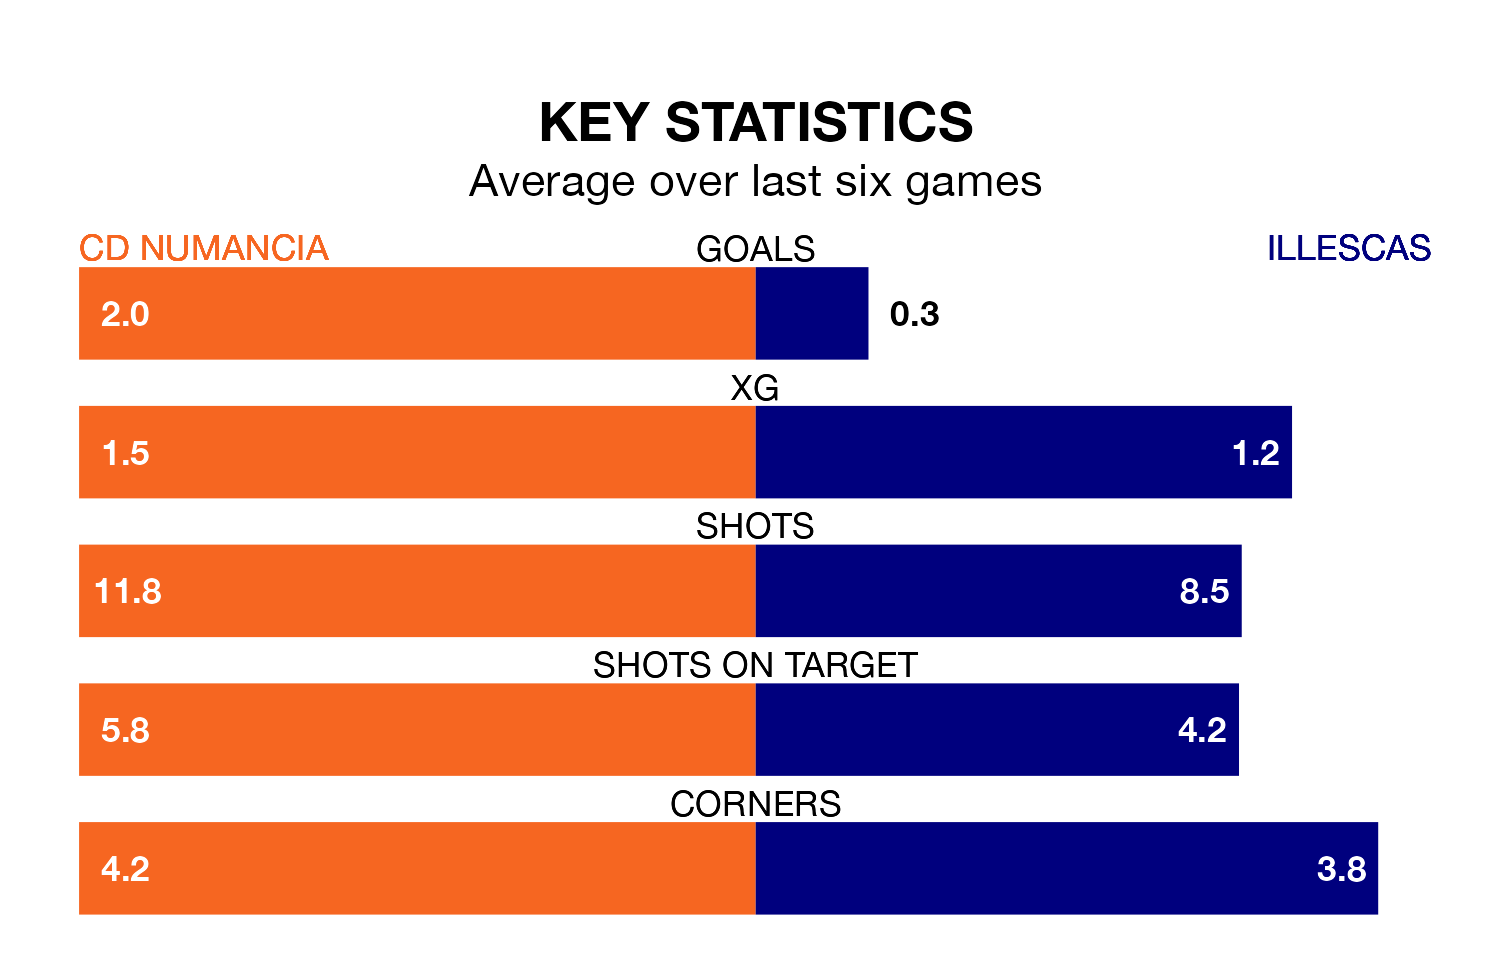 KEY STATISTICS
Average over last six games
CD NUMANCIA GOALS ILLESCAS
2.0 0.3
XG
1.5 1.2
SHOTS
11.8 8.5
SHOTS ON TARGET
5.8 4.2
CORNERS
4.2 3.8